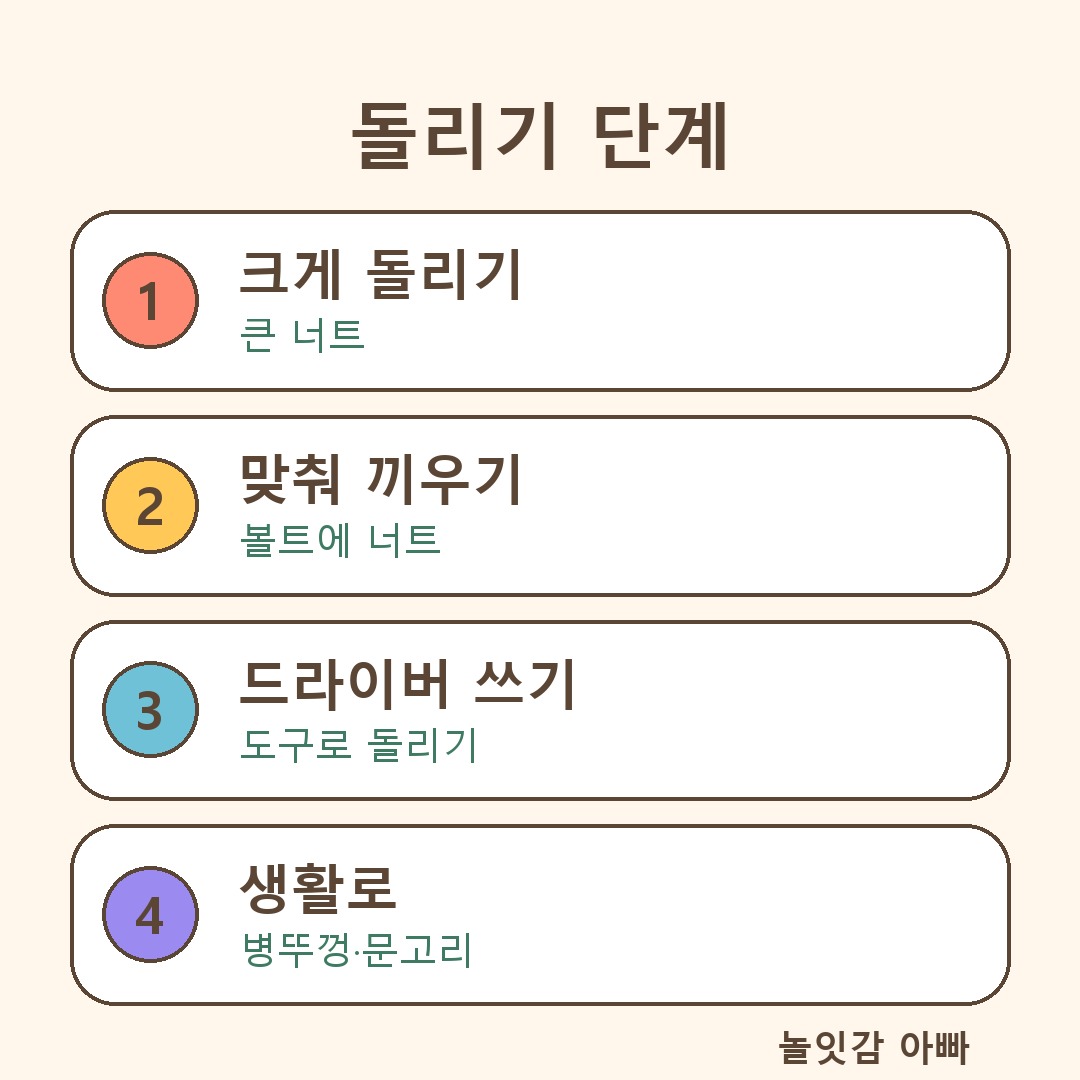 돌리기 단계
1
크게 돌리기
큰 너트
2
맞춰 끼우기
볼트에 너트
3
드라이버 쓰기
도구로 돌리기
4
생활로
병뚜껑·문고리
놀잇감 아빠